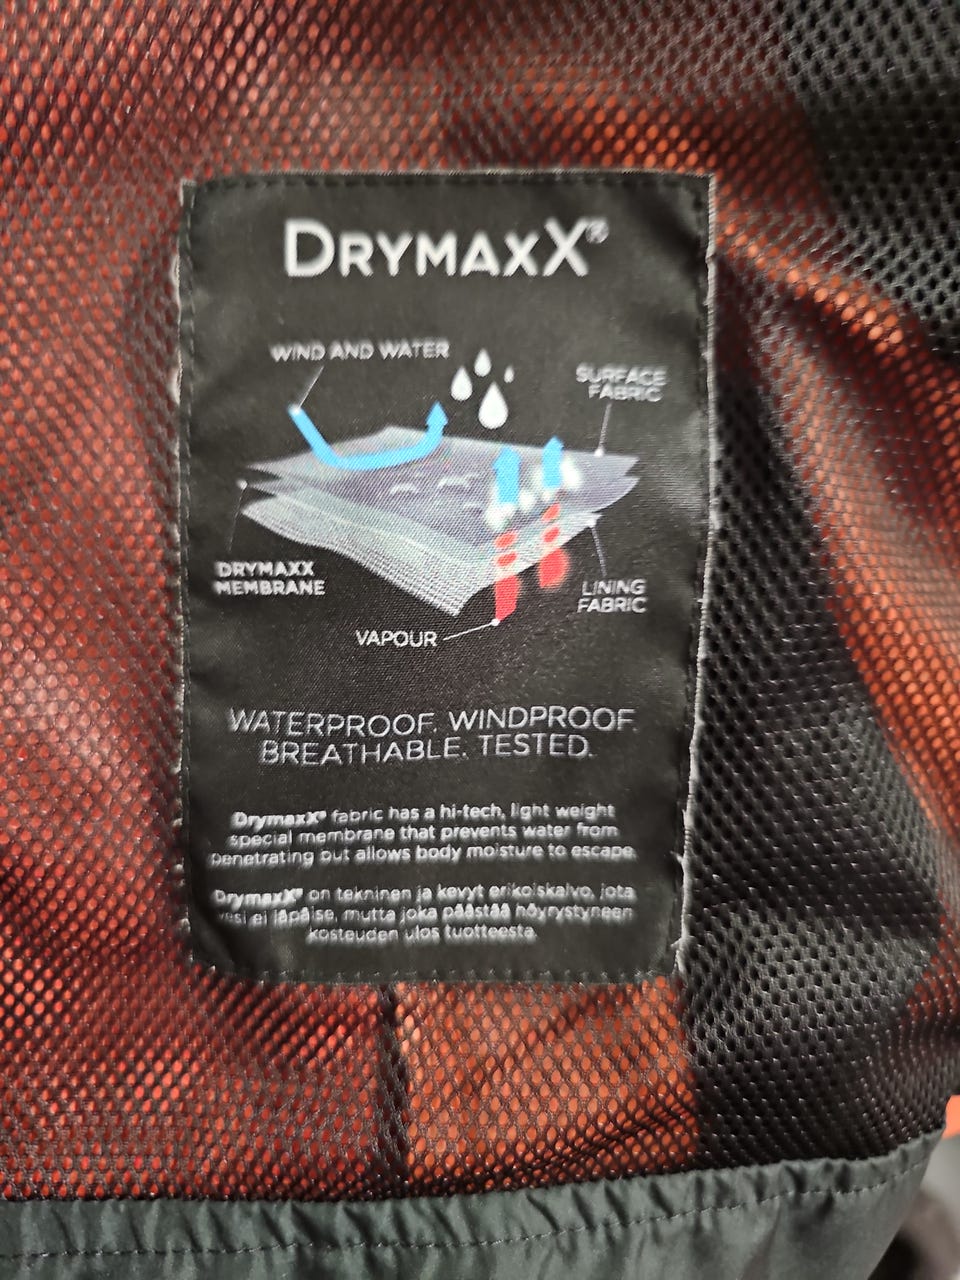 DRYMAXX®
WIND AND WATER
SURFACE
FABRIC
DRYMAXX
MEMBRANE
LINING
FABRIC
VAPOUR
WATERPROOF. WINDPROOF.
BREATHABLE. TESTED.
DrymaxX® fabric has a hi-tech, light weight
special membrane that prevents water from
penetrating but allows body moisture to escape.
DrymaxX® on tekninen ja kevyt erikoiskalvo, jota
vesi ei läpäise, mutta joka päästää höyrystyneen
kosteuden ulos tuotteesta.